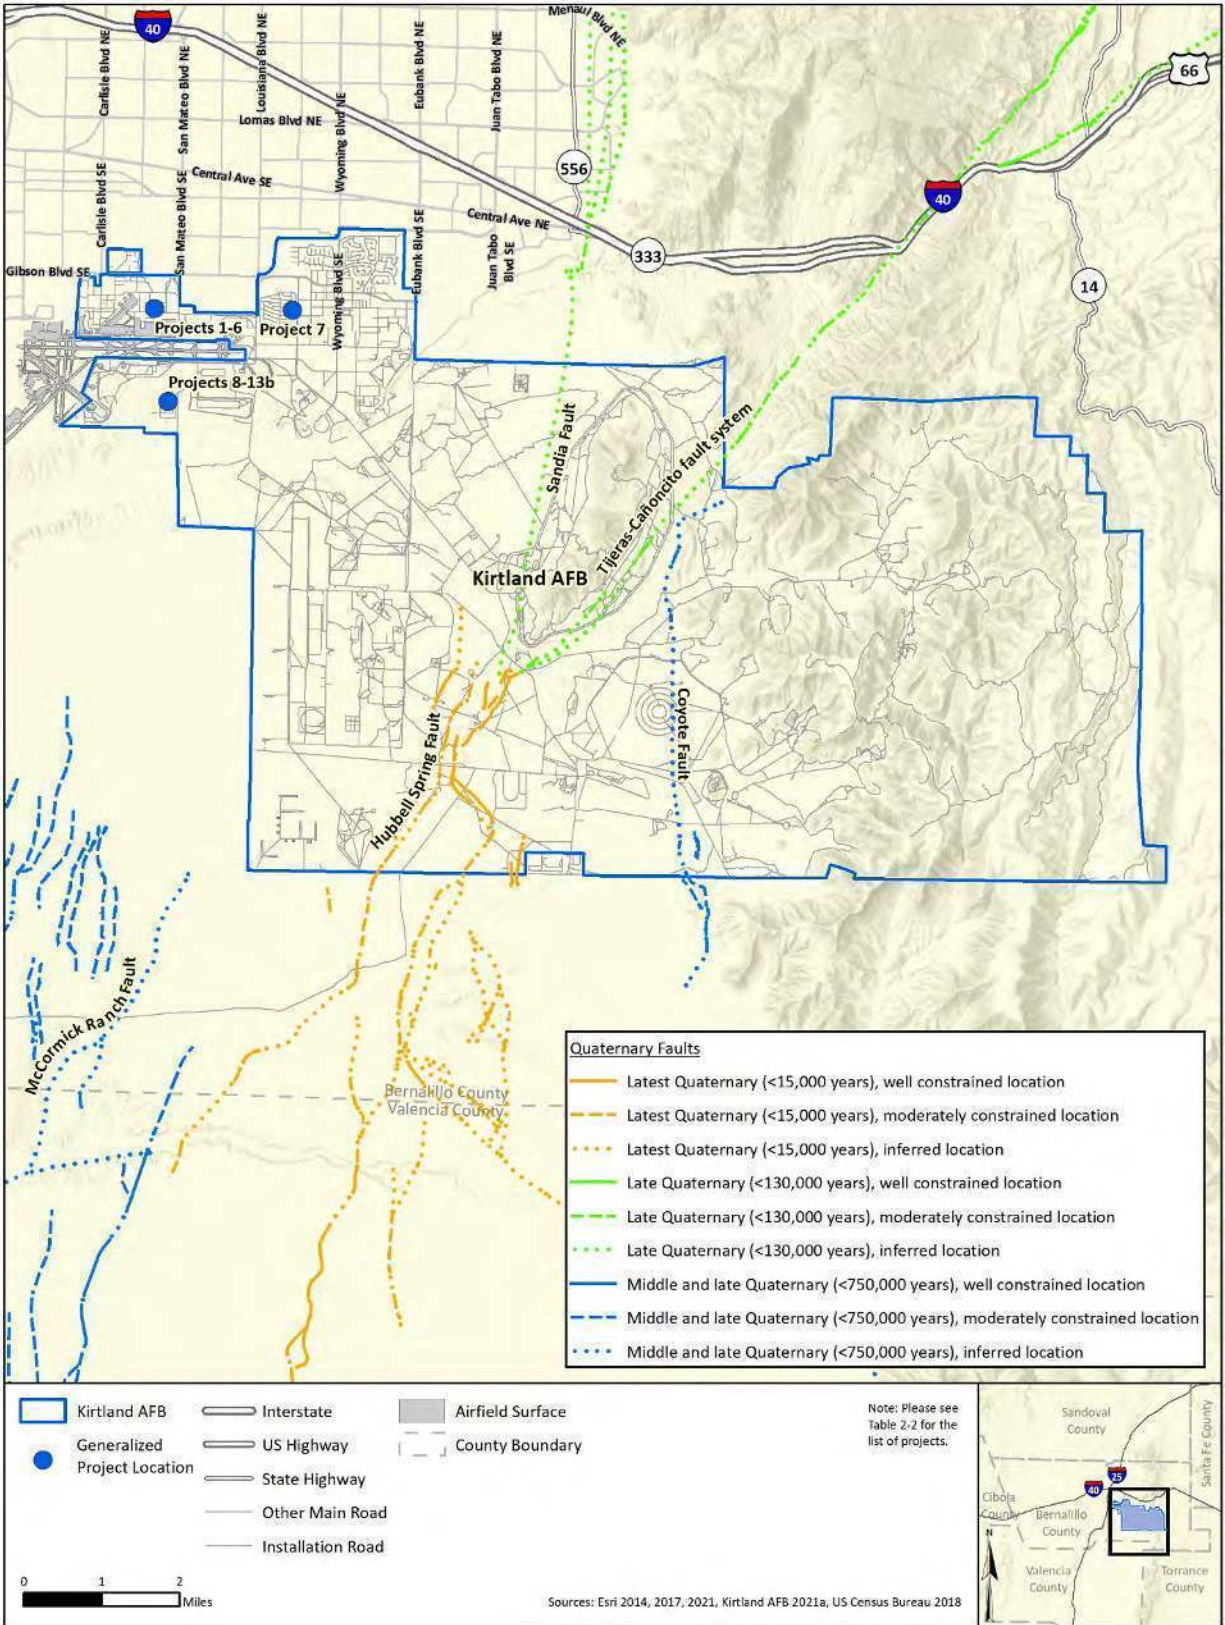 40
Menaul Blvd NE
Carlisle Blvd NE
San Mateo Blvd NE
Louisiana Blvd NE
Wyoming Blvd NE
Eubank Blvd NE
Juan Tabo Blvd NE
66
Lomas Blvd NE
556
Central Ave SE
40
Carlisle Blvd SE
San Mateo Blvd SE
Central Ave NE
Eubank Blvd SE
Juan Tabo
Blvd SE
333
Gibson Blvd SE
14
Wyoming Blvd SE
Projects 1-6
Project 7
Projects 8-13b
Sandia Fault
Tijeras-Cañoncito fault system
Kirtland AFB
Hubbell Spring Fault
Coyote Fault
McCormick Ranch Fault
Bernalillo County
Valencia County
Quaternary Faults
Latest Quaternary (<15,000 years), well constrained location
Latest Quaternary (<15,000 years), moderately constrained location
Latest Quaternary (<15,000 years), inferred location
Late Quaternary (<130,000 years), well constrained location
Late Quaternary (<130,000 years), moderately constrained location
Late Quaternary (<130,000 years), inferred location
Middle and late Quaternary (<750,000 years), well constrained location
Middle and late Quaternary (<750,000 years), moderately constrained location
Middle and late Quaternary (<750,000 years), inferred location
Kirtland AFB
Generalized
Project Location
Interstate
US Highway
State Highway
Other Main Road
Installation Road
Airfield Surface
County Boundary
Note: Please see
Table 2-2 for the
list of projects.
Sandoval
County
Santa Fe County
25
40
Cibola
County
Bernalillo
County
N
Valencia
County
Torrance
County
0 1 2
Miles
Sources: Esri 2014, 2017, 2021, Kirtland AFB 2021a, US Census Bureau 2018